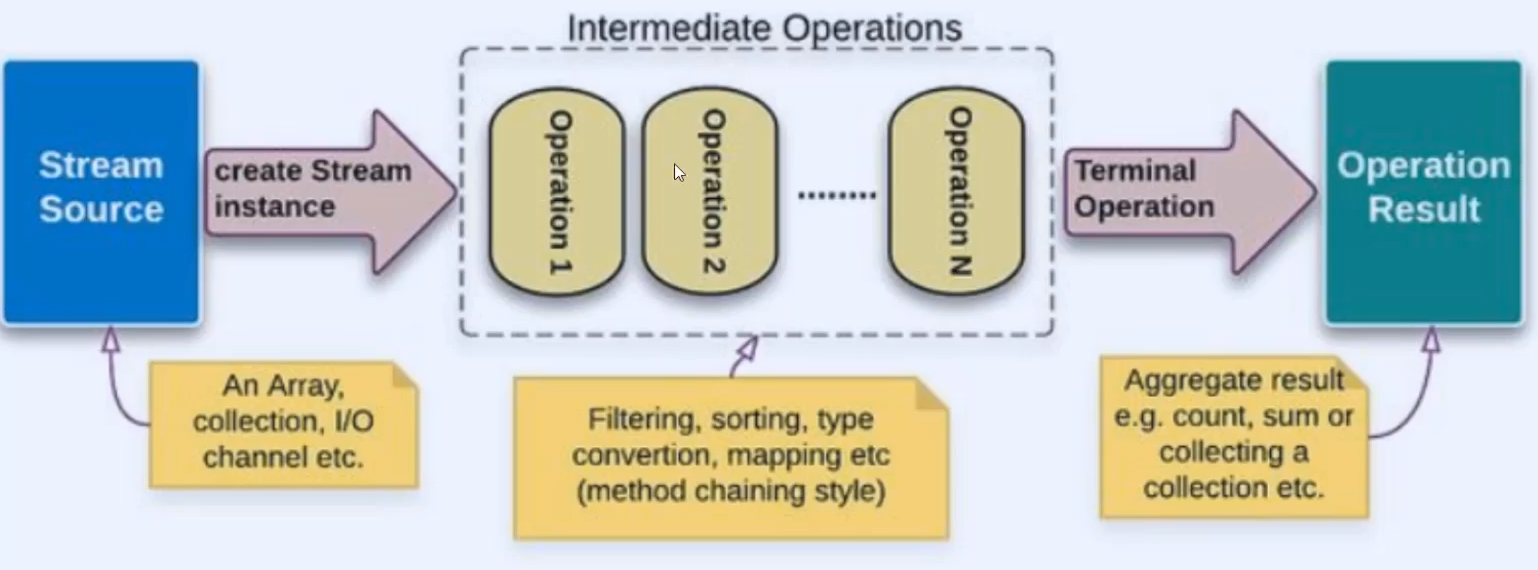 Intermediate Operations
Stream
Source
create Stream
instance
Operation 1
Operation 2
Operation N
Terminal
Operation
Operation
Result
An Array,
collection, I/O
channel etc.
Filtering, sorting, type
convertion, mapping etc
(method chaining style)
Aggregate result
e.g. count, sum or
collecting a
collection etc.